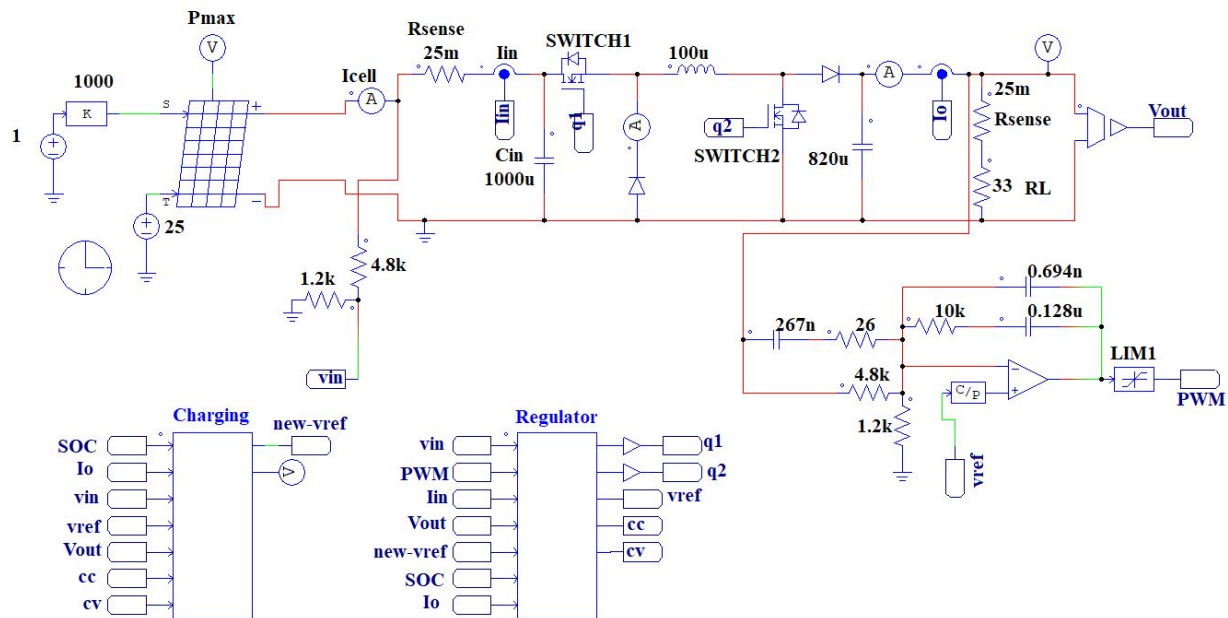 Pmax
V
1000
K
1
S
+
T
−
25
Icell
A
Rsense
25m
Iin
Iin
SWITCH1
q1
Cin
1000u
A
100u
q2
SWITCH2
820u
A
Io
V
25m
Rsense
33 RL
Vout
1.2k
4.8k
vin
267n
26
4.8k
1.2k
0.694n
10k
0.128u
−
+
C/P
vref
LIM1
PWM
Charging
SOC
Io
vin
vref
Vout
cc
cv
new-vref
V
Regulator
vin
PWM
Iin
Vout
new-vref
SOC
Io
q1
q2
vref
cc
cv